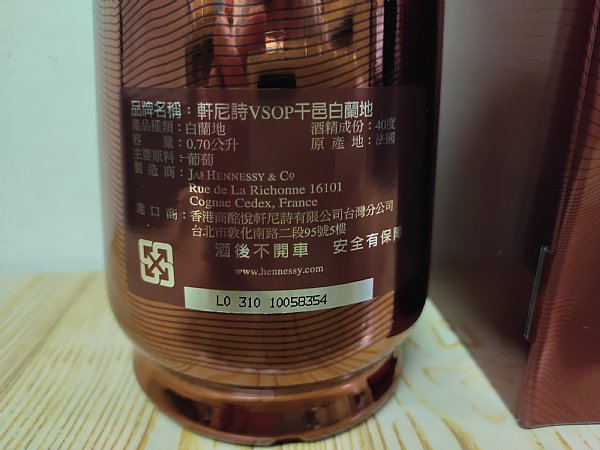 品牌名稱：軒尼詩VSOP干邑白蘭地
產品種類：白蘭地 酒精成份：40度
容 量：0.70公升 原 產 地：法國
主要原料：葡萄
製 造 商：JAS HENNESSY & CO
Rue de La Richonne 16101
Cognac Cedex, France
進 口 商：香港商酩悅軒尼詩有限公司台灣分公司
台北市敦化南路二段95號5樓
酒後不開車 安全有保障
www.hennessy.com
LO 310 10058354